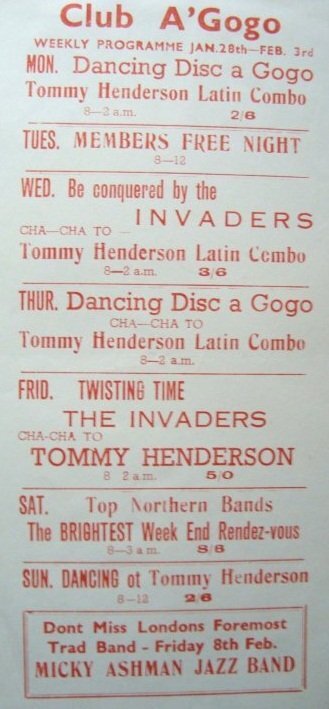 Club A'Gogo
WEEKLY PROGRAMME JAN. 28th—FEB. 3rd
MON. Dancing Disc a Gogo
Tommy Henderson Latin Combo
8—2 a.m. 2/6
TUES. MEMBERS FREE NIGHT
8—12
WED. Be conquered by the
INVADERS
CHA—CHA TO —
Tommy Henderson Latin Combo
8—2 a.m. 3/6
THUR. Dancing Disc a Gogo
CHA—CHA TO
Tommy Henderson Latin Combo
8—2 a.m.
FRID. TWISTING TIME
THE INVADERS
CHA-CHA TO
TOMMY HENDERSON
8 2 a.m. 5/0
SAT. Top Northern Bands
The BRIGHTEST Week End Rendez-vous
8—3 a m. 8/6
SUN. DANCING ot Tommy Henderson
8—12 2/6
Dont Miss Londons Foremost
Trad Band - Friday 8th Feb.
MICKY ASHMAN JAZZ BAND